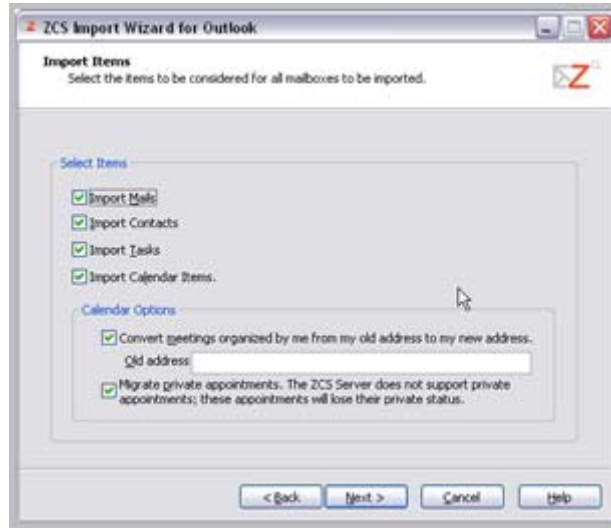 Z ZCS Import Wizard for Outlook
Import Items
Select the items to be considered for all mailboxes to be imported.
Z
Select Items
Import Mails
Import Contacts
Import Tasks
Import Calendar Items.
Calendar Options
Convert meetings organized by me from my old address to my new address.
Old address
Migrate private appointments. The ZCS Server does not support private
appointments; these appointments will lose their private status.
< Back Next > Cancel Help